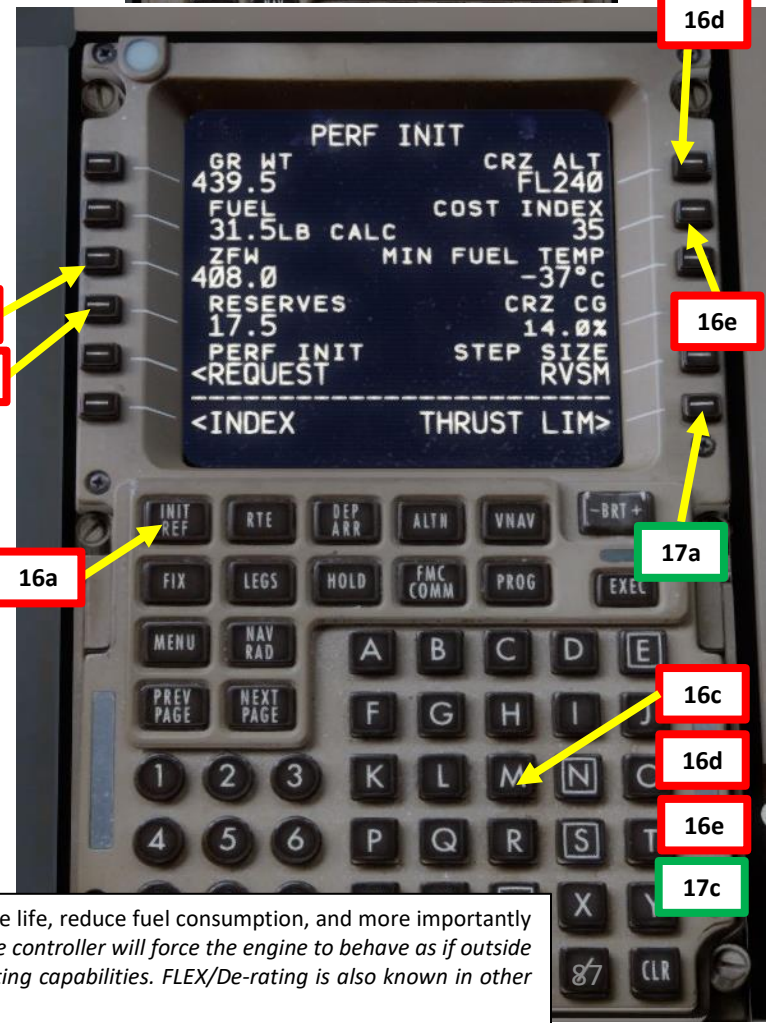 16d
PERF INIT
GR WT CRZ ALT
439.5 FL240
FUEL COST INDEX
31.5LB CALC 35
ZFW MIN FUEL TEMP
408.0 -37°c
RESERVES CRZ CG
17.5 14.0%
PERF INIT STEP SIZE
<REQUEST RVSM
<INDEX THRUST LIM>
16e
17a
16a
INIT REF RTE DEP ARR ALTN VNAV -BRT+
FIX LEGS HOLD FMC COMM PROG EXEC
MENU NAV RAD A B C D E
PREV PAGE NEXT PAGE F G H I J
1 2 3 K L M N O
4 5 6 P Q R S T
X Y
8/7 CLR
16c
16d
16e
17c
e life, reduce fuel consumption, and more importantly
e controller will force the engine to behave as if outside
ting capabilities. FLEX/De-rating is also known in other